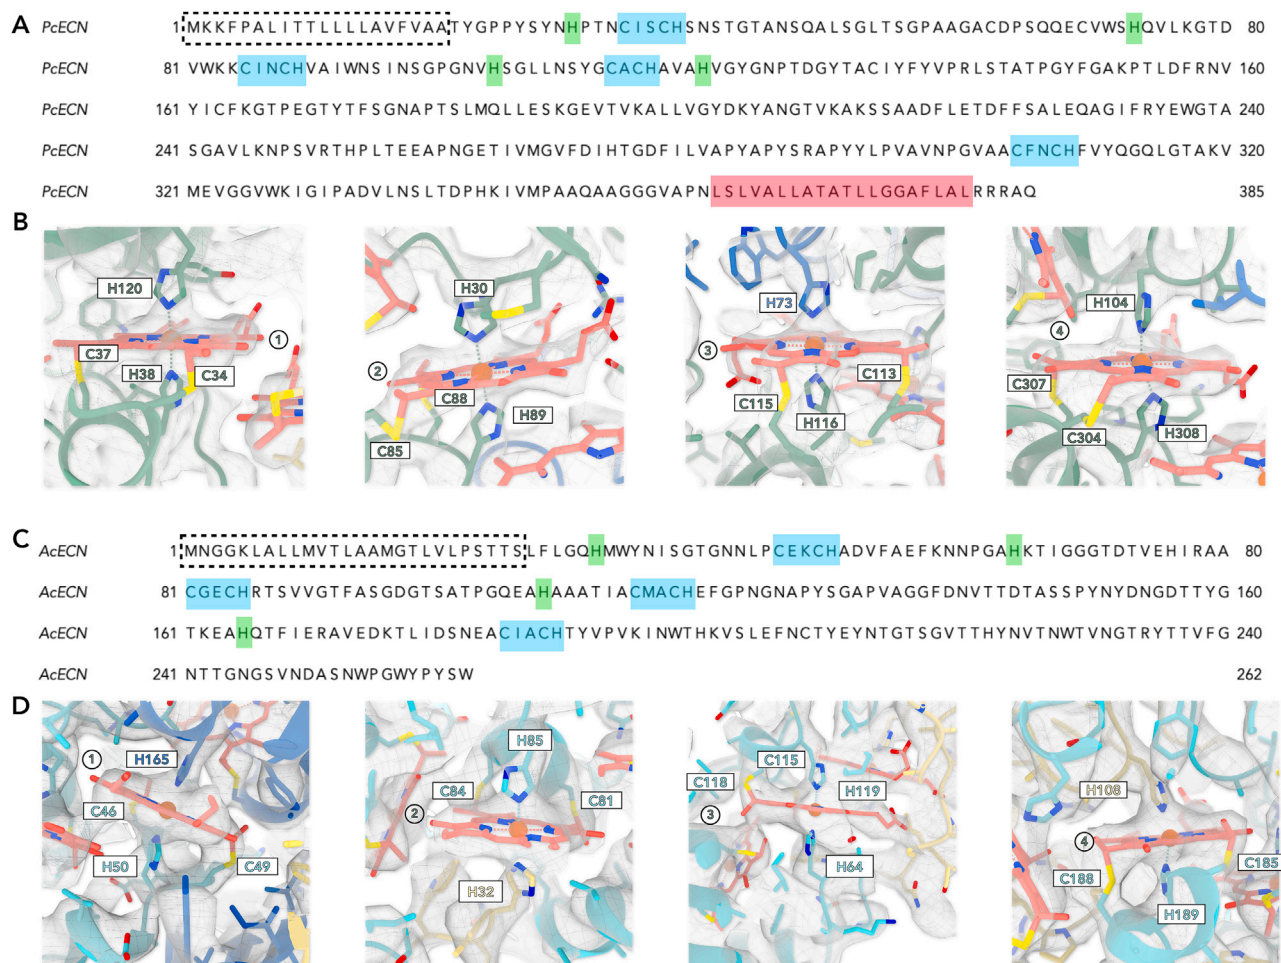 A
PcECN 1 MKKFPALITTLLLLAVFVAATYGPPYSYNHPTNCISCHSNSTGTANSQALSGLTSGPAAGACDPSQQECVWSHQVLKGTD 80
PcECN 81 VWKKCINCHVAIWNSINSGPGNVHSGLLNSYGCACHAVAHVGYGNPTDGYTACIYFYVPRLSTATPGYFGAKPTLDFRNV 160
PcECN 161 YICFKGTPEGTYTFSGNAPTSLMQLLESKGEVTVKALLVGYDKYANGTVKAKSSAADFLETDFFSALEQAGIFRYEWGTA 240
PcECN 241 SGAVLKNPSVRTHPLTEEAPNGETIVMGVFDIHTGDFILVAPYAPYSRAPYYLPVAVNPGVAACFNCHFVYQGQLGTAKV 320
PcECN 321 MEVGGVWKIGIPADVLNSLTDPHKIVMPAAQAAGGGVAPNLSLVALLATATLLGGAFLALRRRAQ 385
B
H120
1
C37
H38
C34
H30
2
C88
H89
C85
H73
3
C113
C115
H116
H104
4
C307
C304
H308
C
AcECN 1 MNGGKLALLMVTLAAMGTLVLPSTTSLFLGQHMWYNISGTGNNLPCEKCHADVFAEFKNNPGAHKTIGGGTDTVEHIRAA 80
AcECN 81 CGECHRTSVVGTFASGDGTSATPGQEAHAAATIACMACHEFGPNGNAPYSGAPVAGGFDNVTTDTASSPYNYDNGDTTYG 160
AcECN 161 TKEAHQTFIERAVEDKTLIDSNEACIACHTYVPVKINWTHKVSLEFNCTYEYNTGTSGVTTHYNVTNWTVNGTRYTTVFG 240
AcECN 241 NTTGNGSVNDASNWPGWYPYSW 262
D
1
H165
C46
H50
C49
H85
C84
C81
2
H32
C115
C118
H119
3
H64
H108
4
C185
C188
H189